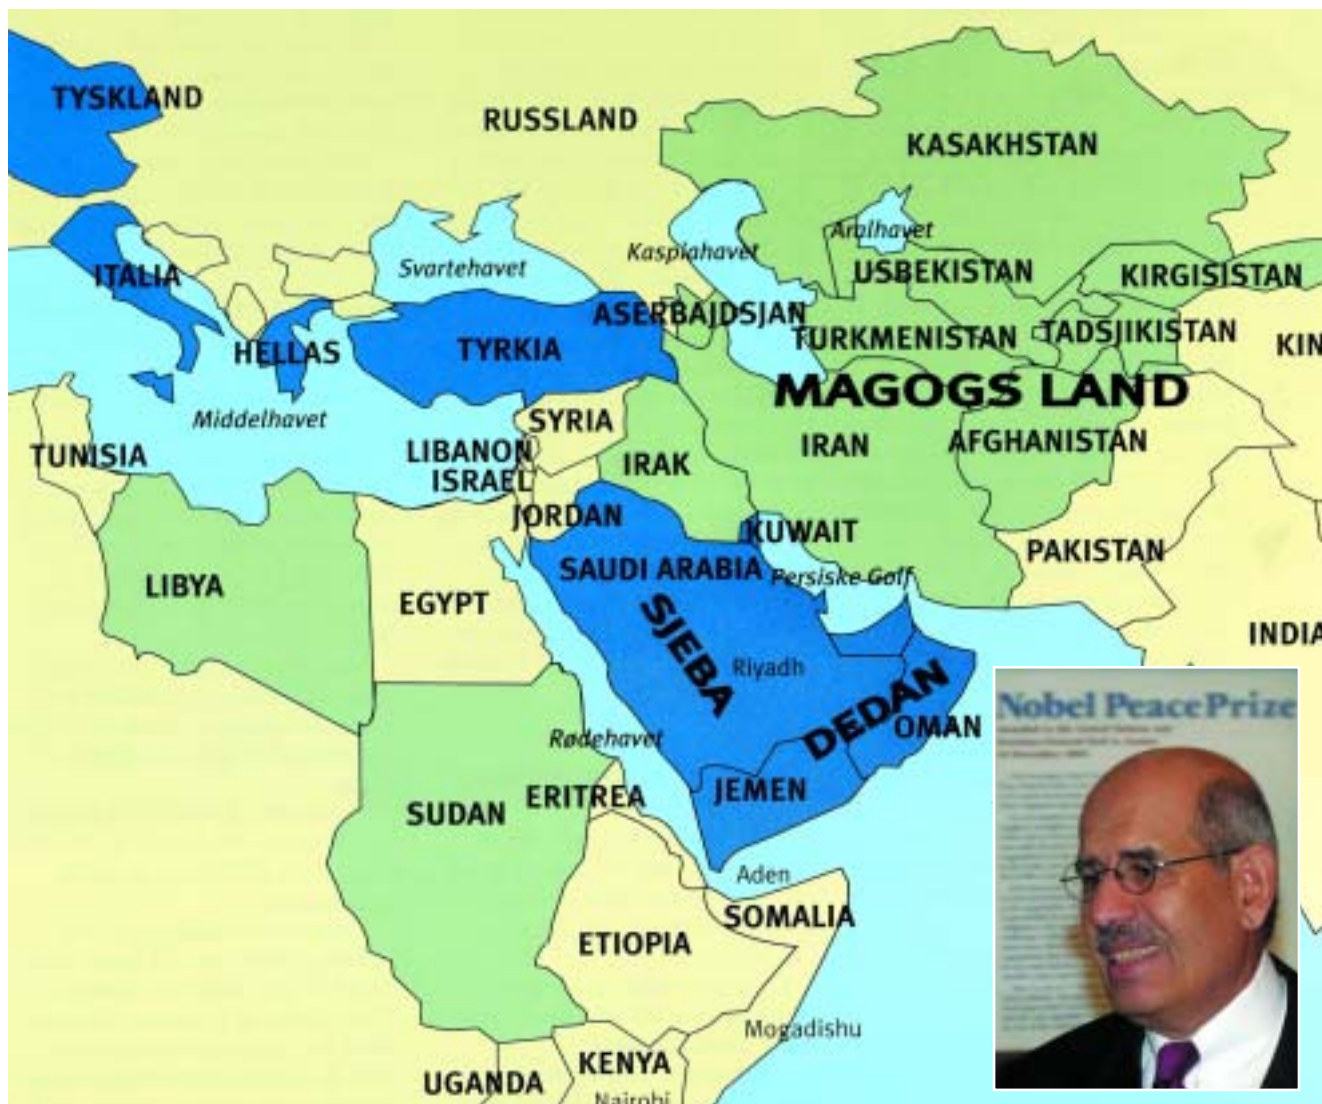 TYSKLAND
RUSSLAND
KASAKHSTAN
Aralhavet
Kaspiahavet
Svartehavet
ITALIA
USBEKISTAN
KIRGISISTAN
ASERBAJDSJAN
TURKMENISTAN
TADSJIKISTAN
KIN
HELLAS
TYRKIA
MAGOGS LAND
Middelhavet
SYRIA
TUNISIA
LIBANON
IRAK
IRAN
AFGHANISTAN
ISRAEL
JORDAN
KUWAIT
PAKISTAN
LIBYA
EGYPT
SAUDI ARABIA
Persiske Golf
SJEBA
Riyadh
INDIA
DEDAN
OMAN
Rødehavet
Nobel Peace Prize
SUDAN
ERITREA
JEMEN
Aden
SOMALIA
ETIOPIA
Mogadishu
KENYA
UGANDA
Nairobi